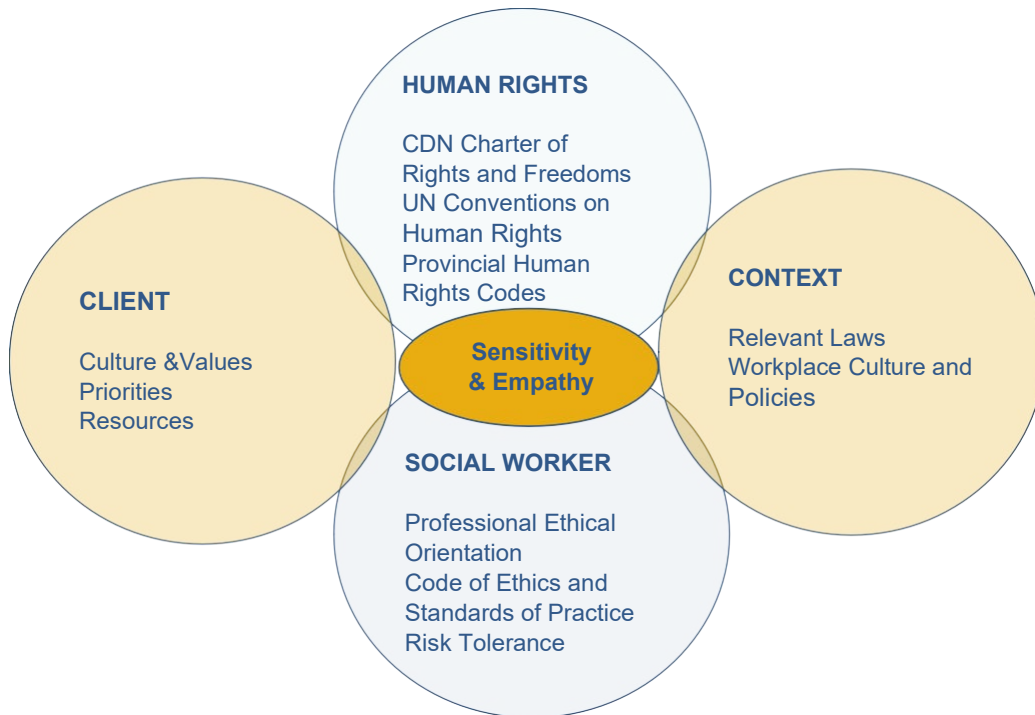 HUMAN RIGHTS
CDN Charter of
Rights and Freedoms
UN Conventions on
Human Rights
Provincial Human
Rights Codes
CLIENT
Culture &Values
Priorities
Resources
CONTEXT
Relevant Laws
Workplace Culture and
Policies
Sensitivity
& Empathy
SOCIAL WORKER
Professional Ethical
Orientation
Code of Ethics and
Standards of Practice
Risk Tolerance